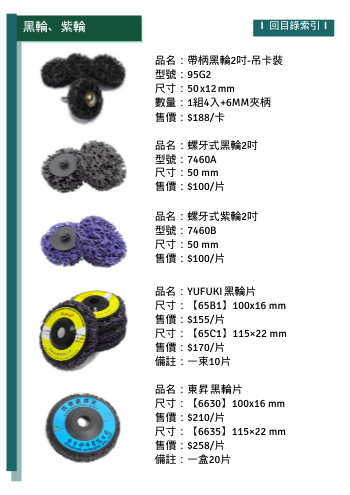 黑輪、紫輪
回目錄索引
品名：帶柄黑輪2吋-吊卡裝
型號：95G2
尺寸：50x12mm
數量：1組4入+6MM夾柄
售價：$188/卡
品名：螺牙式黑輪2吋
型號：7460A
尺寸：50 mm
售價：$100/片
品名：螺牙式紫輪2吋
型號：7460B
尺寸：50 mm
售價：$100/片
品名：YUFUKI 黑輪片
尺寸：【65B1】100x16 mm
售價：$155/片
尺寸：【65C1】115×22 mm
售價：$170/片
備註：一束10片
品名：東昇黑輪片
尺寸：【6630】100x16 mm
售價：$210/片
尺寸：【6635】115×22 mm
售價：$258/片
備註：一盒20片